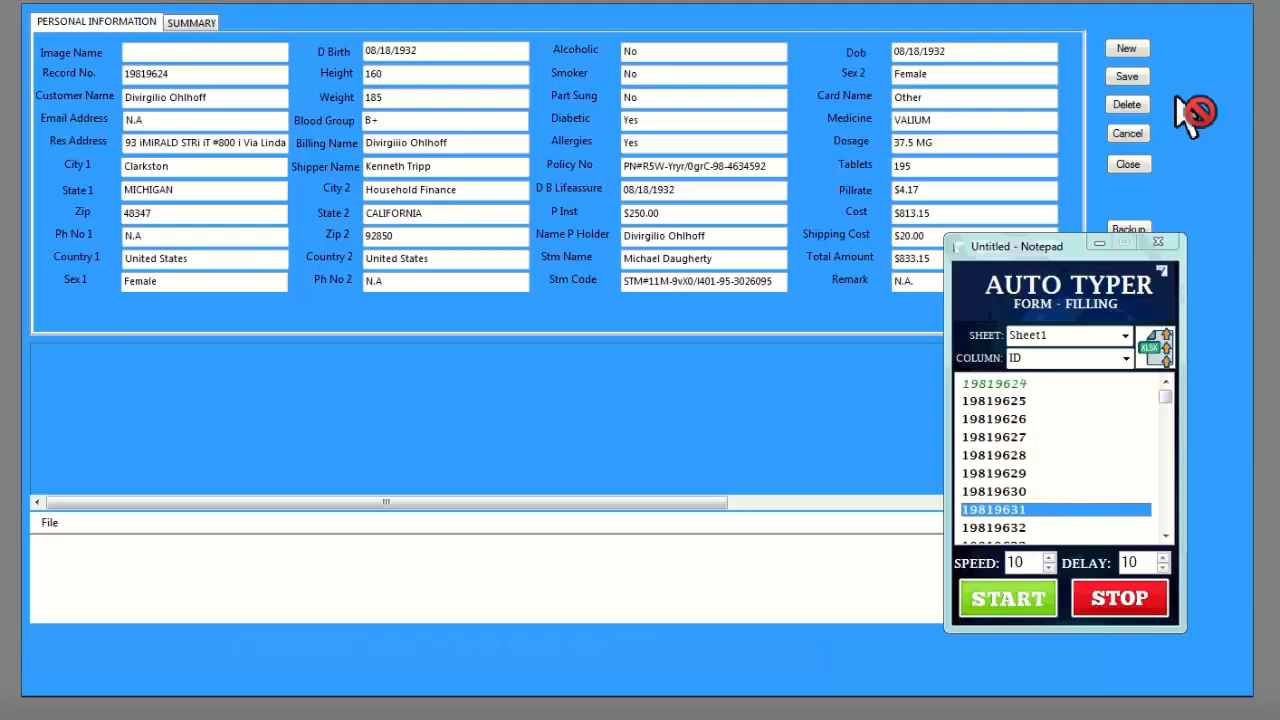 PERSONAL INFORMATION SUMMARY
Image Name D Birth 08/18/1932 Alcoholic No Dob 08/18/1932 New
Record No. 19819624 Height 160 Smoker No Sex 2 Female Save
Customer Name Divirgilio Ohlhoff Weight 185 Part Sung No Card Name Other Delete
Email Address N.A Blood Group B+ Diabetic Yes Medicine VALIUM Cancel
Res Address 93 iMiRALD STRi iT #800 i Via Linda Billing Name Divirgiiio Ohlhoff Allergies Yes Dosage 37.5 MG
City 1 Clarkston Shipper Name Kenneth Tripp Policy No PN#R5W-Yryr/0grC-98-4634592 Tablets 195 Close
State 1 MICHIGAN City 2 Household Finance D B Lifeassure 08/18/1932 Pillrate $4.17
Zip 48347 State 2 CALIFORNIA P Inst $250.00 Cost $813.15
Ph No 1 N.A Zip 2 92850 Name P Holder Divirgilio Ohlhoff Shipping Cost $20.00 Backup
Country 1 United States Country 2 United States Stm Name Michael Daugherty Total Amount $833.15
Sex 1 Female Ph No 2 N.A Stm Code STM#11M-9vX0/I401-95-3026095 Remark N.A.
Untitled - Notepad
AUTO TYPER
FORM - FILLING
SHEET: Sheet1
XLSX
COLUMN: ID
19819624
19819625
19819626
19819627
19819628
19819629
19819630
19819631
19819632
SPEED: 10 DELAY: 10
START STOP
File